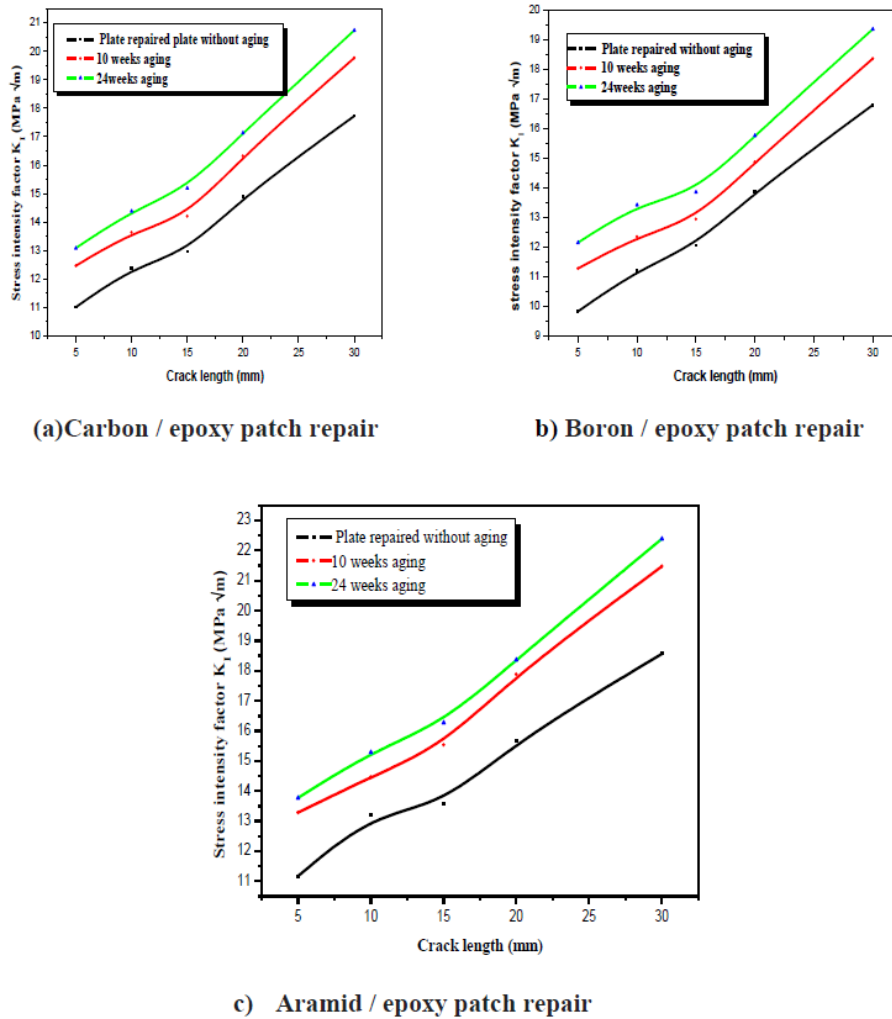 Plate repaired plate without aging
10 weeks aging
24weeks aging
Stress intensity factor K_I (MPa √m)
21
20
19
18
17
16
15
14
13
12
11
10
5 10 15 20 25 30
Crack length (mm)
(a)Carbon / epoxy patch repair
Plate repaired without aging
10 weeks aging
24weeks aging
stress intensity factor K_I (MPa √m)
20
19
18
17
16
15
14
13
12
11
10
9
5 10 15 20 25 30
Crack length (mm)
b) Boron / epoxy patch repair
Plate repaired without aging
10 weeks aging
24 weeks aging
Stress intensity factor K_I (MPa √m)
23
22
21
20
19
18
17
16
15
14
13
12
11
5 10 15 20 25 30
Crack length (mm)
c) Aramid / epoxy patch repair